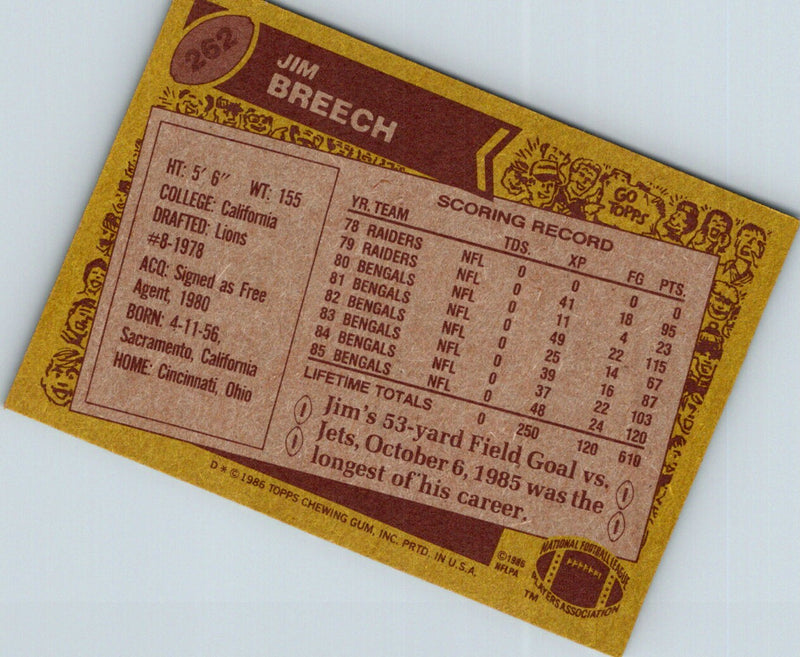 262
JIM
BREECH
GO
TOPPS
HT: 5' 6" WT: 155
COLLEGE: California
DRAFTED: Lions
#8-1978
ACQ: Signed as Free
Agent, 1980
BORN: 4-11-56,
Sacramento, California
HOME: Cincinnati, Ohio
SCORING RECORD
YR. TEAM TDS. XP FG PTS.
78 RAIDERS NFL 0 0 0 0
79 RAIDERS NFL 0 41 18 95
80 BENGALS NFL 0 11 4 23
81 BENGALS NFL 0 49 22 115
82 BENGALS NFL 0 25 14 67
83 BENGALS NFL 0 39 16 87
84 BENGALS NFL 0 37 22 103
85 BENGALS NFL 0 48 24 120
LIFETIME TOTALS 0 250 120 610
Jim's 53-yard Field Goal vs.
Jets, October 6, 1985 was the
longest of his career.
D * © 1986 TOPPS CHEWING GUM, INC. PRTD. IN U.S.A.
©1986
NFLPA
NATIONAL FOOTBALL LEAGUE
PLAYERS ASSOCIATION
TM